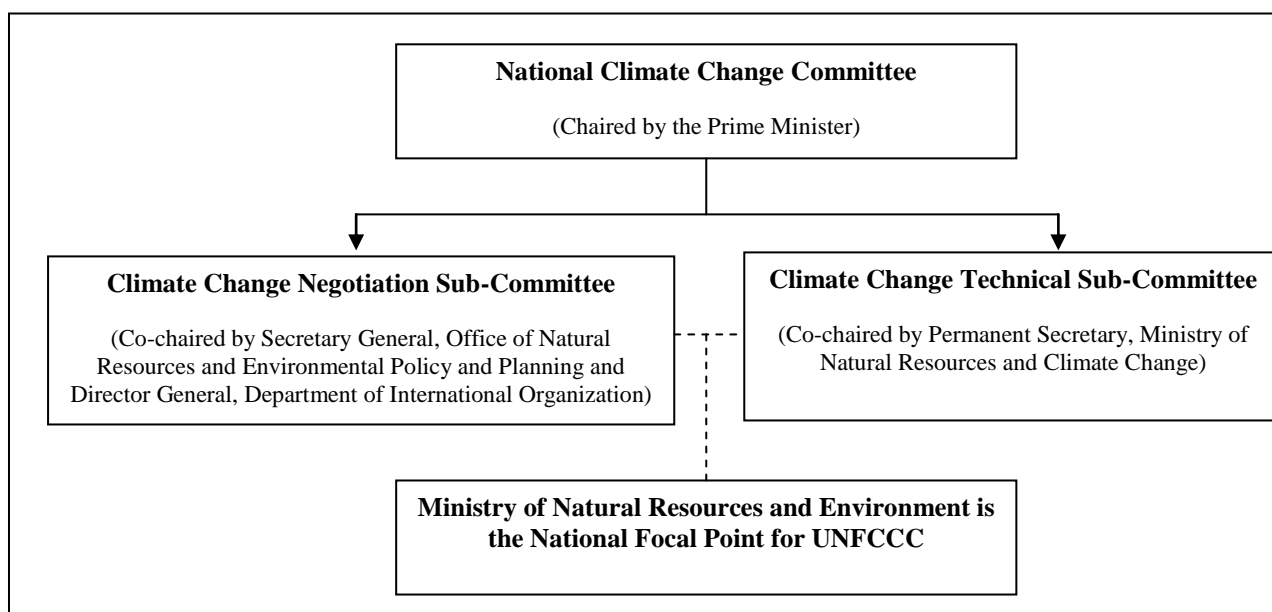 National Climate Change Committee
(Chaired by the Prime Minister)
Climate Change Negotiation Sub-Committee
(Co-chaired by Secretary General, Office of Natural
Resources and Environmental Policy and Planning and
Director General, Department of International Organization)
Climate Change Technical Sub-Committee
(Co-chaired by Permanent Secretary, Ministry of
Natural Resources and Climate Change)
Ministry of Natural Resources and Environment is
the National Focal Point for UNFCCC